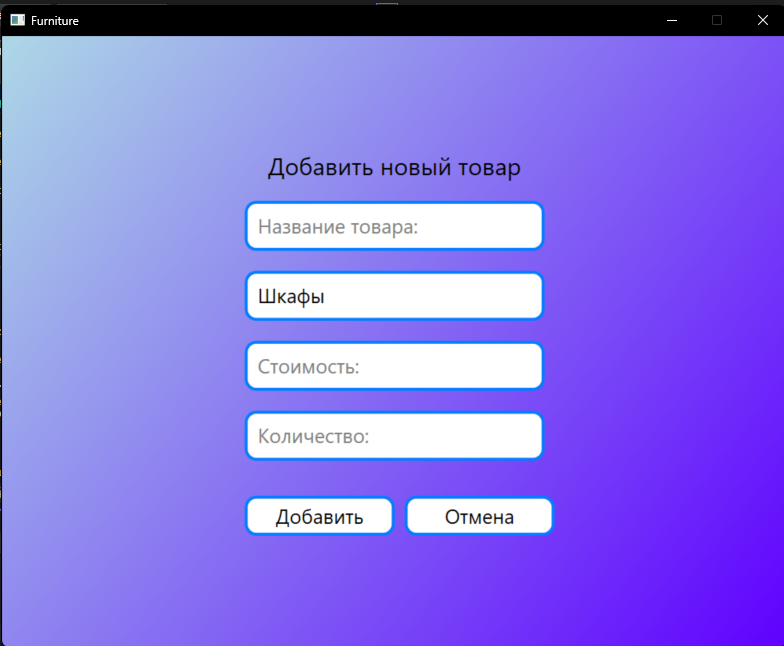 Furniture
Добавить новый товар
Название товара:
Шкафы
Стоимость:
Количество:
Добавить Отмена